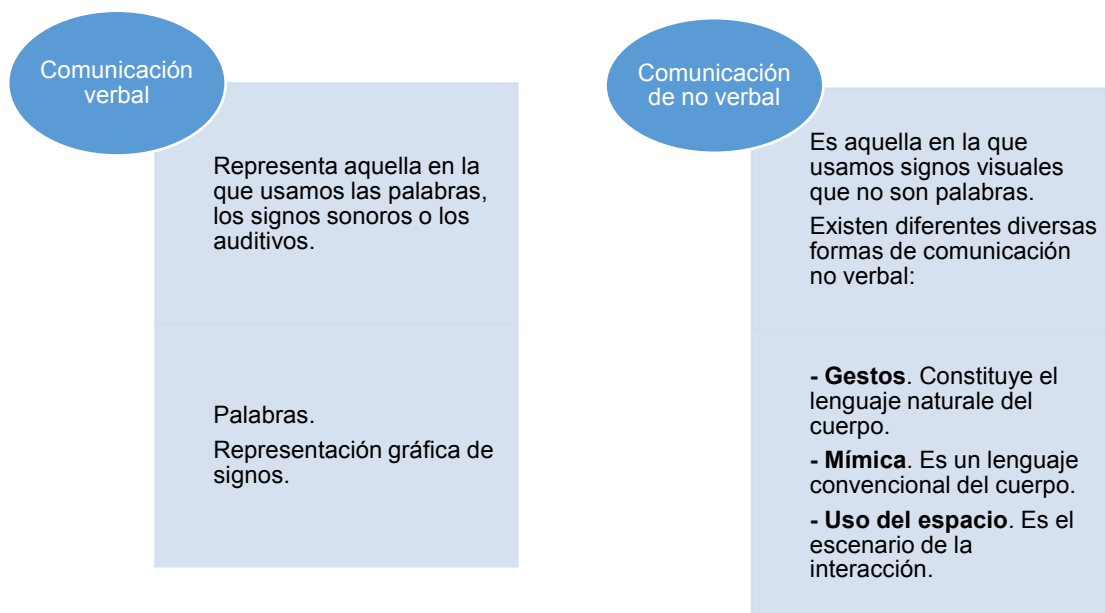 Comunicación
verbal
Representa aquella en la
que usamos las palabras,
los signos sonoros o los
auditivos.
Palabras.
Representación gráfica de
signos.
Comunicación
de no verbal
Es aquella en la que
usamos signos visuales
que no son palabras.
Existen diferentes diversas
formas de comunicación
no verbal:
- Gestos. Constituye el
lenguaje naturale del
cuerpo.
- Mímica. Es un lenguaje
convencional del cuerpo.
- Uso del espacio. Es el
escenario de la
interacción.